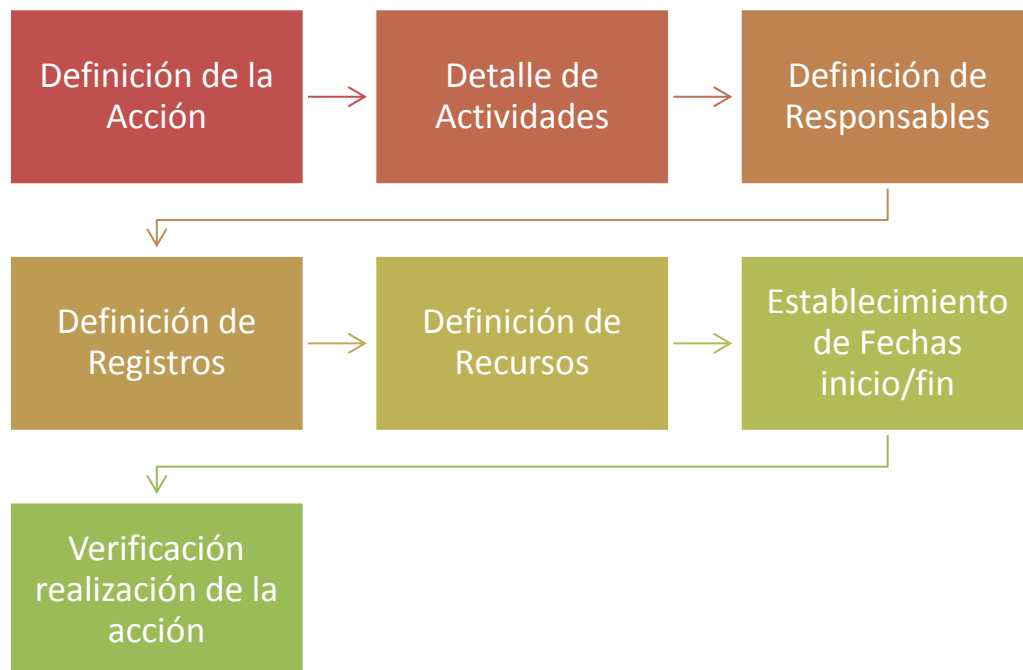 Definición de la
Acción
Detalle de
Actividades
Definición de
Responsables
Definición de
Registros
Definición de
Recursos
Establecimiento
de Fechas
inicio/fin
Verificación
realización de la
acción